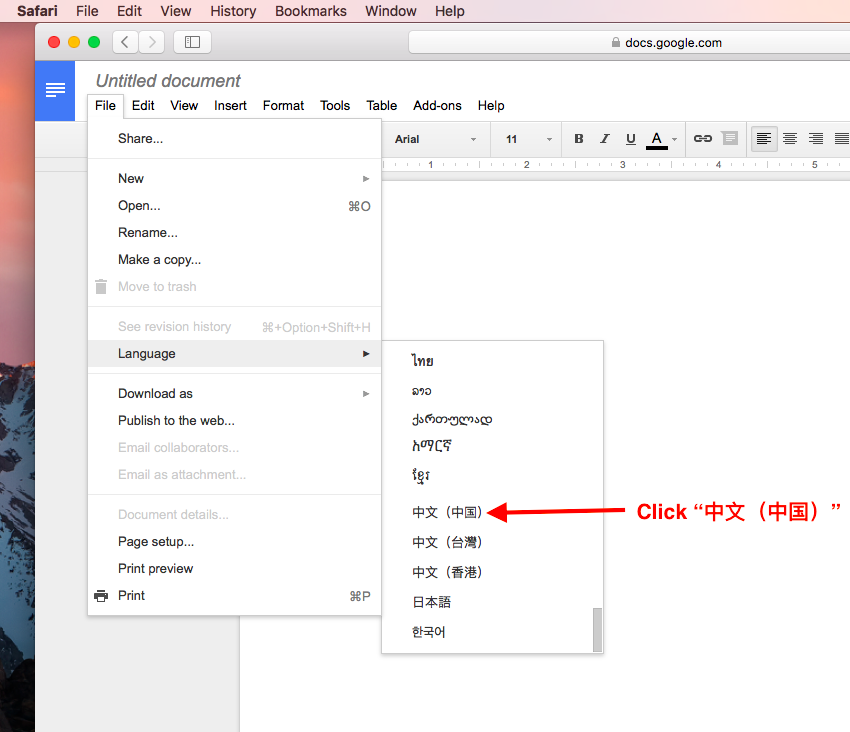 Safari File Edit View History Bookmarks Window Help
docs.google.com
Untitled document
File Edit View Insert Format Tools Table Add-ons Help
Arial 11 B I U A
1 2 3 4 5
Share...
New
Open... ⌘O
Rename...
Make a copy...
Move to trash
See revision history ⌘+Option+Shift+H
Language
Download as
Publish to the web...
Email collaborators...
Email as attachment...
Document details...
Page setup...
Print preview
Print ⌘P
ไทย
ລາວ
ქართულად
አማርኛ
ខ្មែរ
中文（中国）
Click “中文（中国）”
中文（台灣）
中文（香港）
日本語
한국어